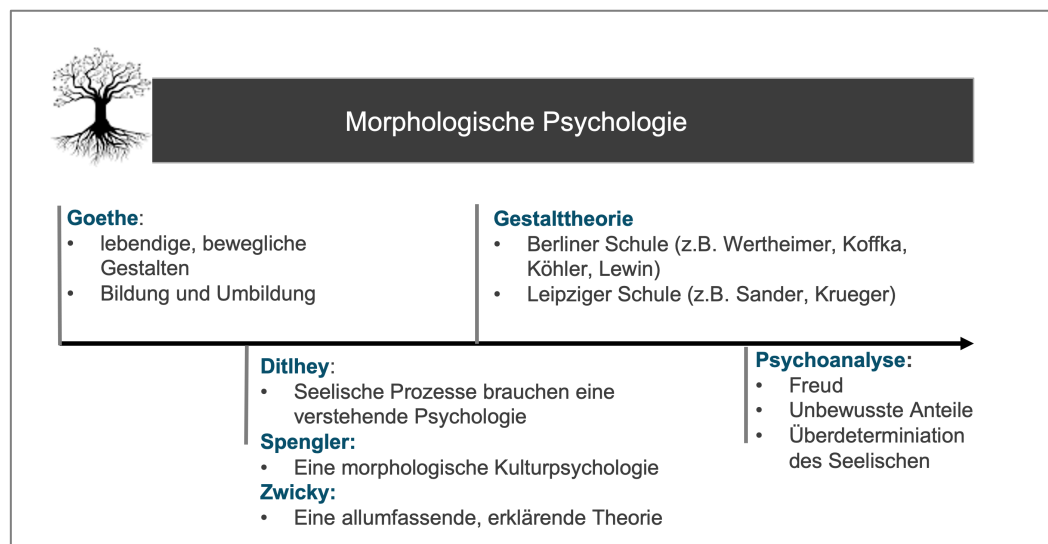 Morphologische Psychologie
Goethe:
• lebendige, bewegliche
Gestalten
• Bildung und Umbildung
Gestalttheorie
• Berliner Schule (z.B. Wertheimer, Koffka,
Köhler, Lewin)
• Leipziger Schule (z.B. Sander, Krueger)
Ditlhey:
• Seelische Prozesse brauchen eine
verstehende Psychologie
Spengler:
• Eine morphologische Kulturpsychologie
Zwicky:
• Eine allumfassende, erklärende Theorie
Psychoanalyse:
• Freud
• Unbewusste Anteile
• Überdeterminiation
des Seelischen